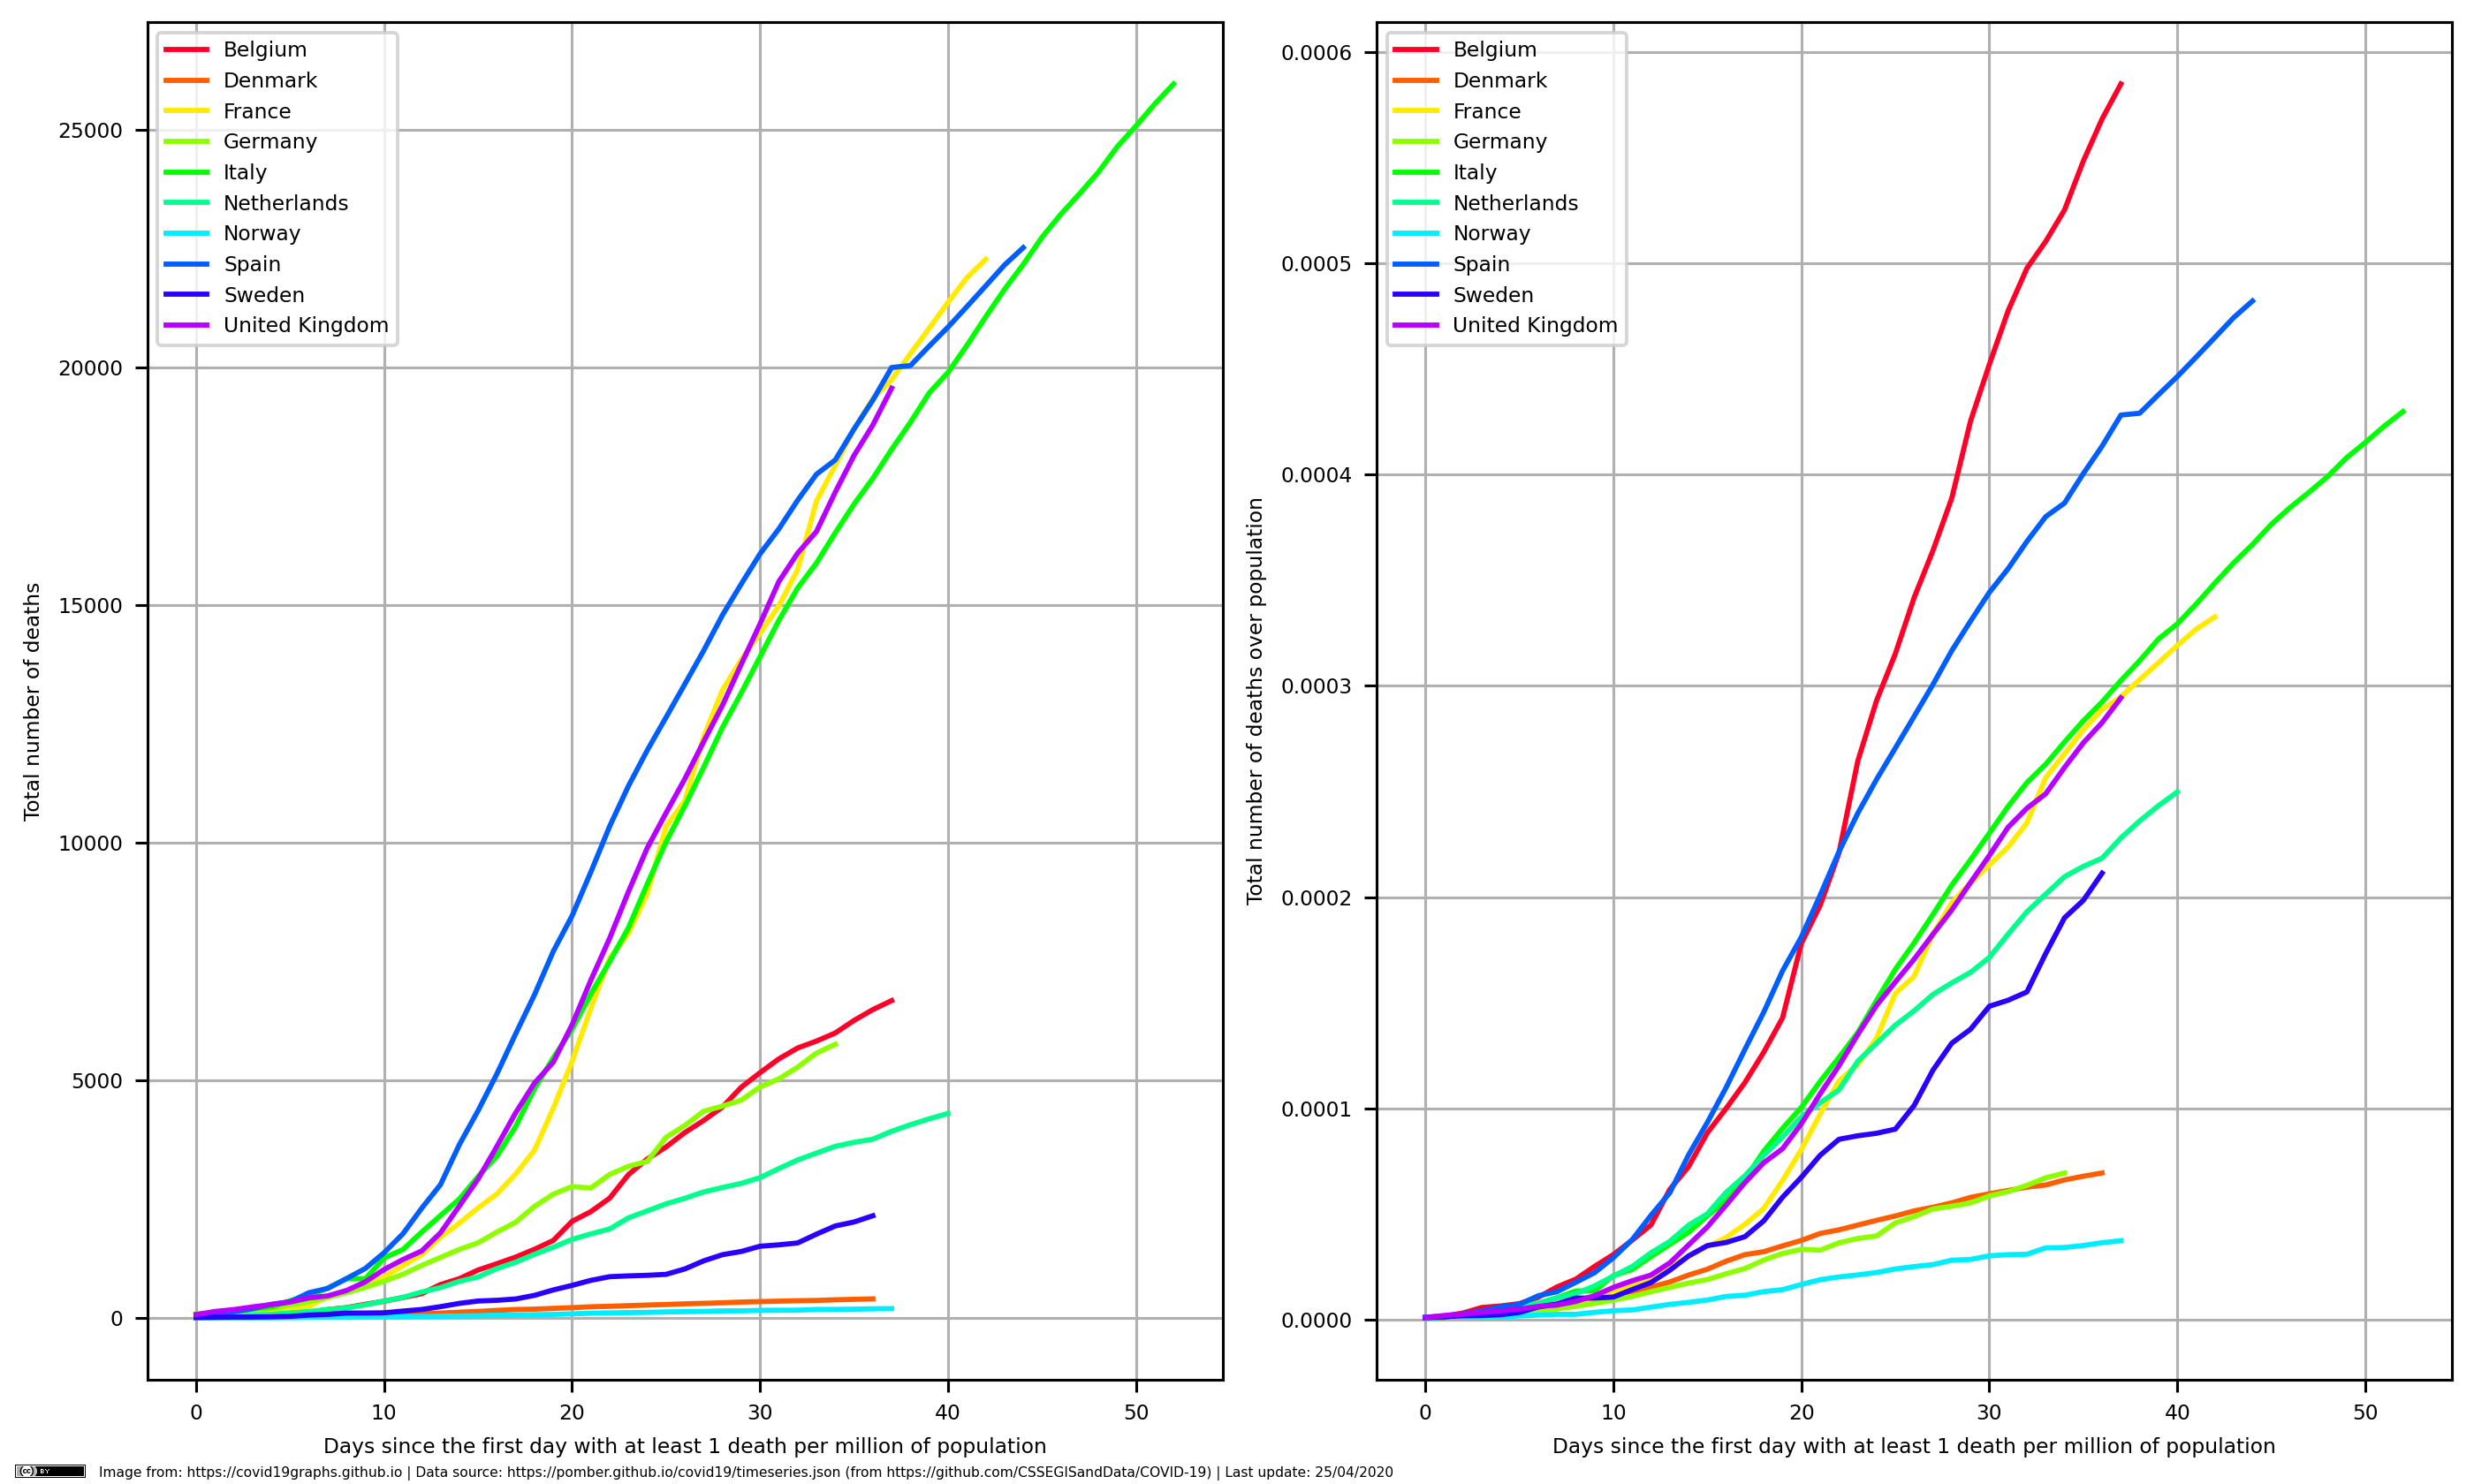 Belgium
Denmark
France
Germany
Italy
Netherlands
Norway
Spain
Sweden
United Kingdom
25000
20000
15000
10000
5000
0
Total number of deaths
0 10 20 30 40 50
Days since the first day with at least 1 death per million of population
Belgium
Denmark
France
Germany
Italy
Netherlands
Norway
Spain
Sweden
United Kingdom
0.0006
0.0005
0.0004
0.0003
0.0002
0.0001
0.0000
Total number of deaths over population
0 10 20 30 40 50
Days since the first day with at least 1 death per million of population
cc BY
Image from: https://covid19graphs.github.io | Data source: https://pomber.github.io/covid19/timeseries.json (from https://github.com/CSSEGISandData/COVID-19) | Last update: 25/04/2020